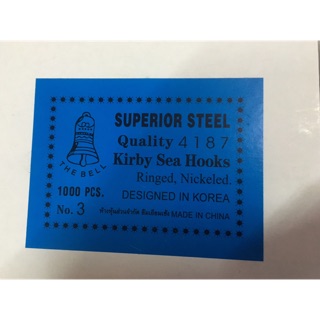 SUPERIOR STEEL
Quality 4187
Kirby Sea Hooks
Ringed, Nickeled.
THE BELL
1000 PCS.
DESIGNED IN KOREA
No. 3
MADE IN CHINA